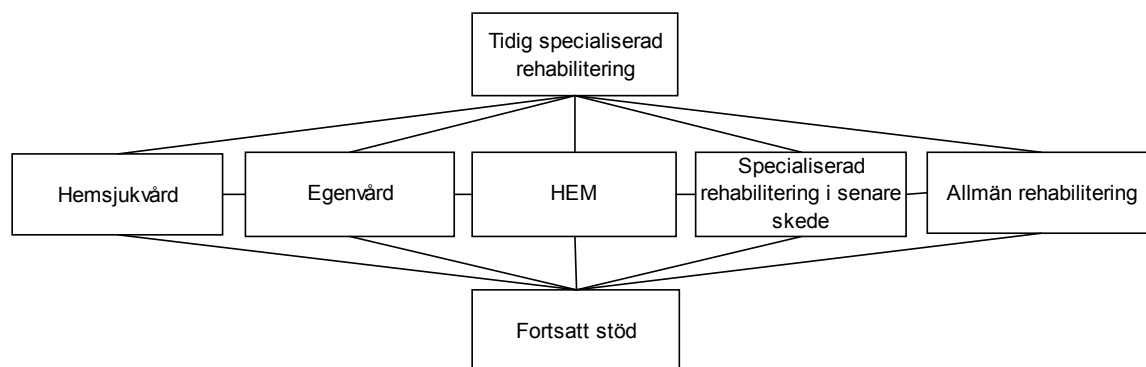 Tidig specialiserad
rehabilitering
Hemsjukvård
Egenvård
HEM
Specialiserad
rehabilitering i senare
skede
Allmän rehabilitering
Fortsatt stöd